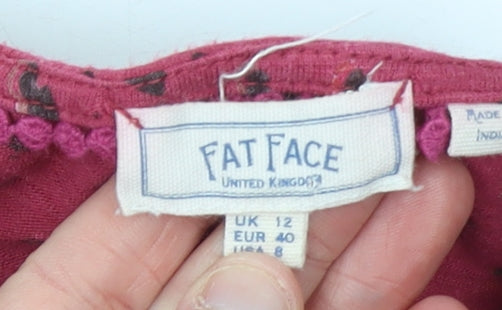 FAT FACE
UNITED KINGDOM
UK 12
EUR 40
USA 8
MADE